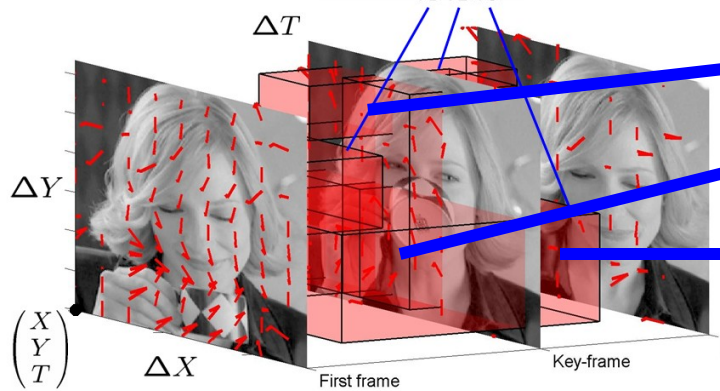 ΔT
ΔY
(X
Y
T)
ΔX
First frame
Key-frame